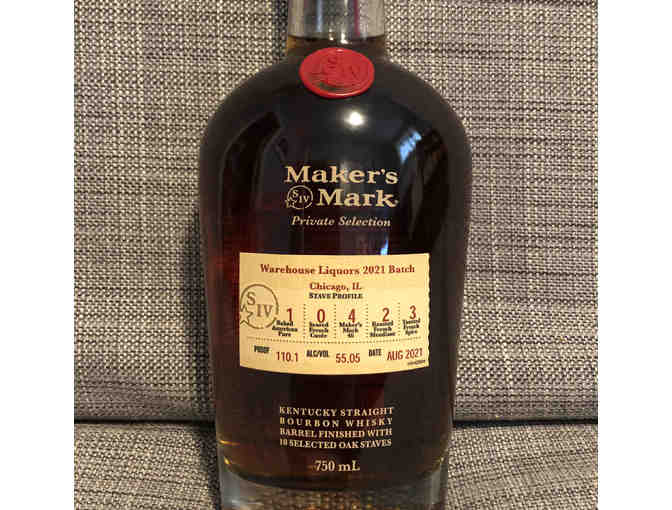 S IV
Maker's
S IV Mark
Private Selection
Warehouse Liquors 2021 Batch
Chicago, IL
STAVE PROFILE
S IV
1 0 4 2 3
Baked American Pure
Seared French Cuvée
Maker's Mark 46
Roasted French Mendiant
Toasted French Spice
PROOF 110.1 ALC/VOL 55.05 DATE AUG 2021
KENTUCKY STRAIGHT
BOURBON WHISKY
BARREL FINISHED WITH
10 SELECTED OAK STAVES
750 mL